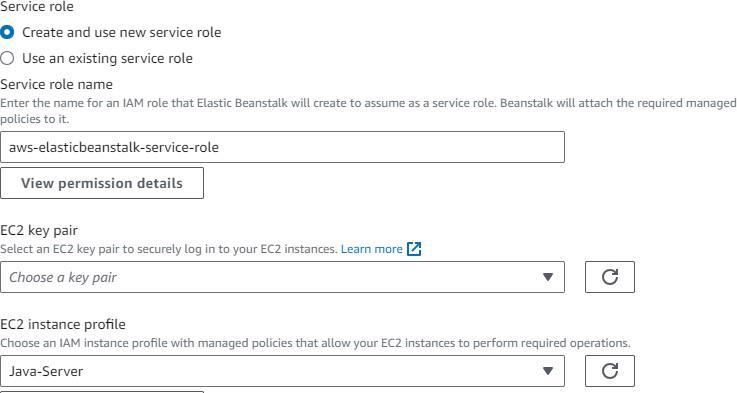 Service role
Create and use new service role
Use an existing service role
Service role name
Enter the name for an IAM role that Elastic Beanstalk will create to assume as a service role. Beanstalk will attach the required managed
policies to it.
aws-elasticbeanstalk-service-role
View permission details
EC2 key pair
Select an EC2 key pair to securely log in to your EC2 instances. Learn more
Choose a key pair
EC2 instance profile
Choose an IAM instance profile with managed policies that allow your EC2 instances to perform required operations.
Java-Server